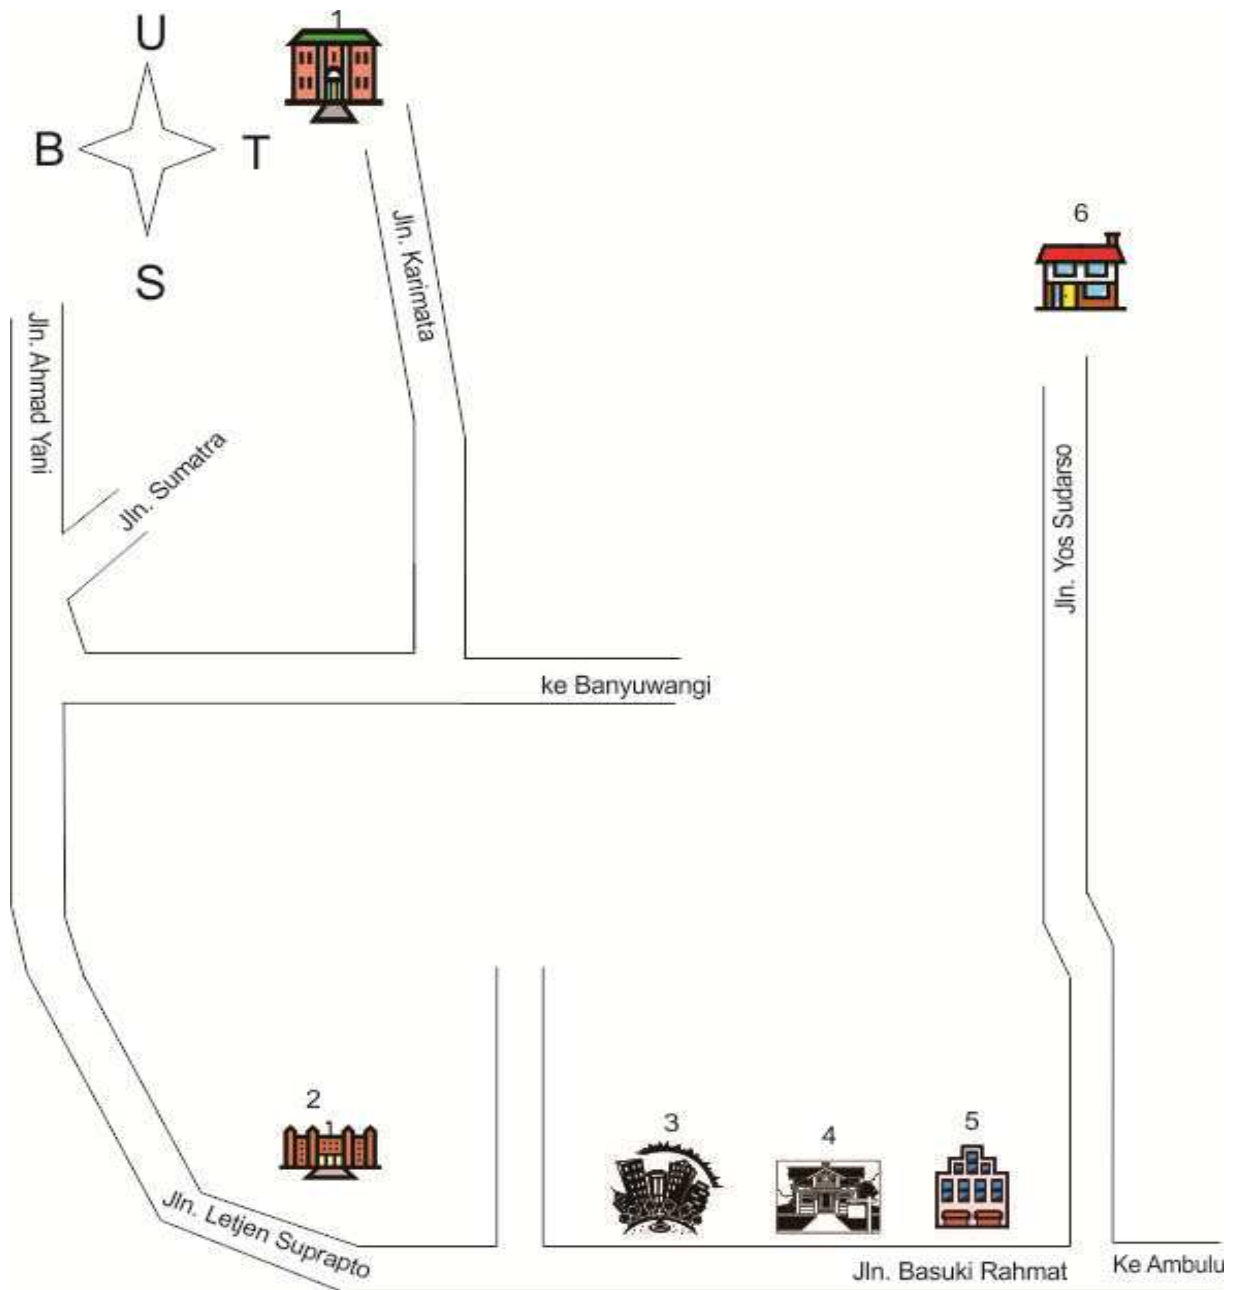 U
1
B
T
S
6
Jln. Karimata
Jln. Ahmad Yani
Jln. Sumatra
Jln. Yos Sudarso
ke Banyuwangi
2
1
3
4
5
Jln. Letjen Suprapto
Jln. Basuki Rahmat
Ke Ambulu